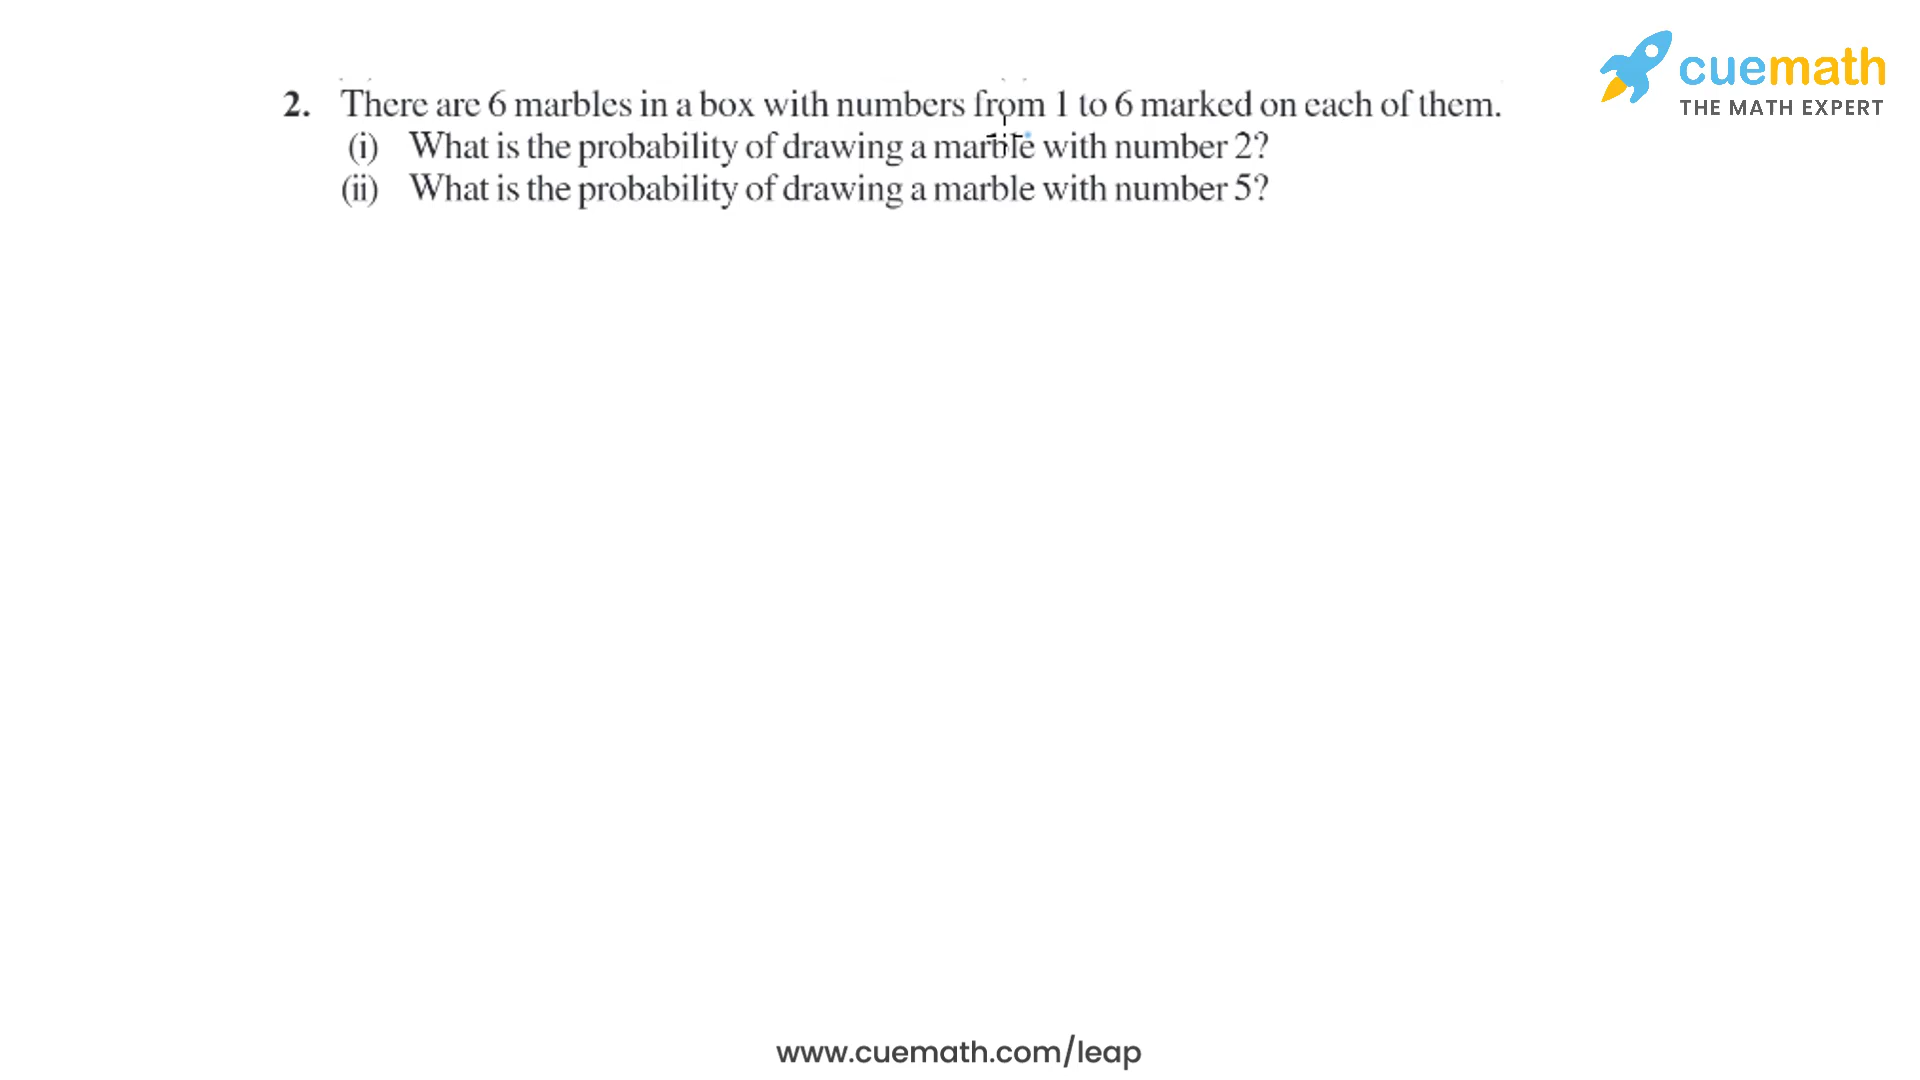 cuemath
THE MATH EXPERT
2. There are 6 marbles in a box with numbers from 1 to 6 marked on each of them.
(i) What is the probability of drawing a marble with number 2?
(ii) What is the probability of drawing a marble with number 5?
www.cuemath.com/leap